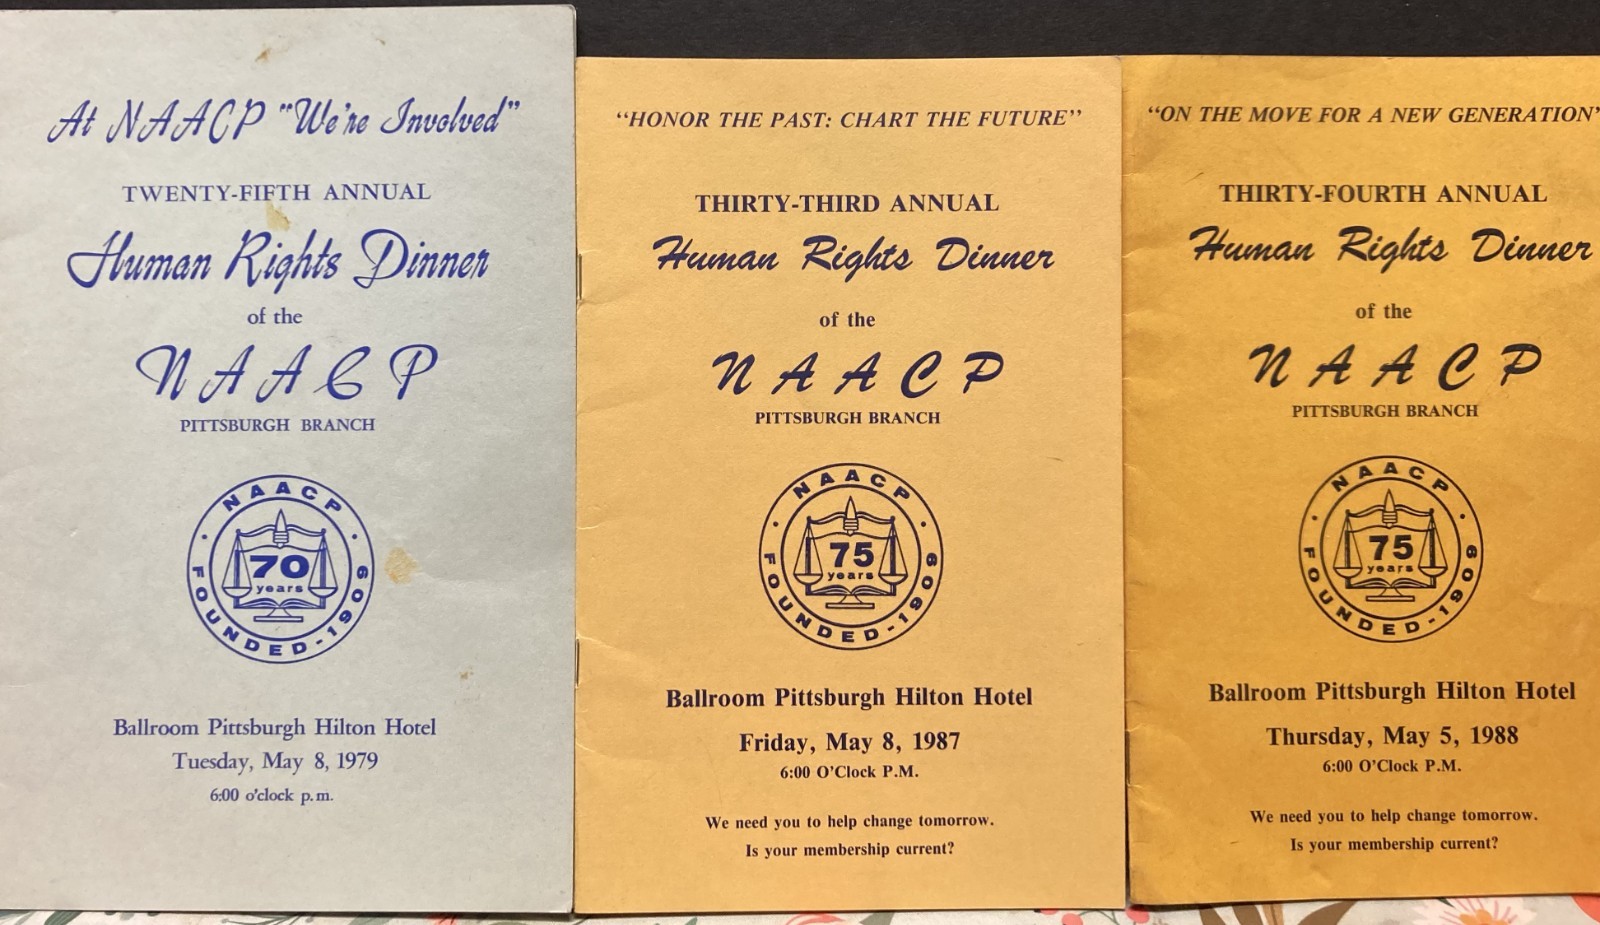 At NAACP "We're Involved"
TWENTY-FIFTH ANNUAL
Human Rights Dinner
of the
NAACP
PITTSBURGH BRANCH
NAACP
70
years
FOUNDED-1909
Ballroom Pittsburgh Hilton Hotel
Tuesday, May 8, 1979
6:00 o'clock p.m.
"HONOR THE PAST: CHART THE FUTURE"
THIRTY-THIRD ANNUAL
Human Rights Dinner
of the
NAACP
PITTSBURGH BRANCH
NAACP
75
years
FOUNDED-1909
Ballroom Pittsburgh Hilton Hotel
Friday, May 8, 1987
6:00 O'Clock P.M.
We need you to help change tomorrow.
Is your membership current?
"ON THE MOVE FOR A NEW GENERATION"
THIRTY-FOURTH ANNUAL
Human Rights Dinner
of the
NAACP
PITTSBURGH BRANCH
NAACP
75
years
FOUNDED-1909
Ballroom Pittsburgh Hilton Hotel
Thursday, May 5, 1988
6:00 O'Clock P.M.
We need you to help change tomorrow.
Is your membership current?